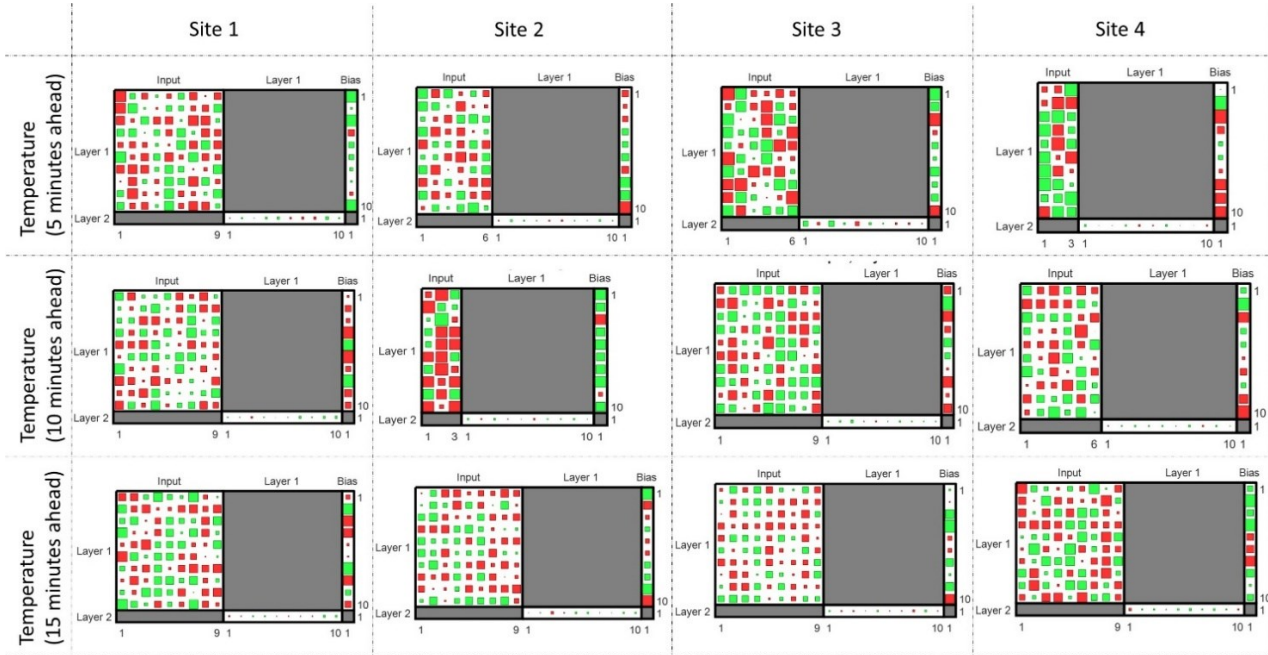 Site 1 Site 2 Site 3 Site 4
Temperature
(5 minutes ahead)
Input Layer 1 Bias
Layer 1
1
10
Layer 2
1
1 9 1 10 1
Input Layer 1 Bias
Layer 1
1
10
Layer 2
1
1 6 1 10 1
Input Layer 1 Bias
Layer 1
1
10
Layer 2
1
1 6 1 10 1
Input Layer 1 Bias
Layer 1
1
10
Layer 2
1
1 3 1 10 1
Temperature
(10 minutes ahead)
Input Layer 1 Bias
Layer 1
1
10
Layer 2
1
1 9 1 10 1
Input Layer 1 Bias
Layer 1
1
10
Layer 2
1
1 3 1 10 1
Input Layer 1 Bias
Layer 1
1
10
Layer 2
1
1 9 1 10 1
Input Layer 1 Bias
Layer 1
1
10
Layer 2
1
1 6 1 10 1
Temperature
(15 minutes ahead)
Input Layer 1 Bias
Layer 1
1
10
Layer 2
1
1 9 1 10 1
Input Layer 1 Bias
Layer 1
1
10
Layer 2
1
1 9 1 10 1
Input Layer 1 Bias
Layer 1
1
10
Layer 2
1
1 9 1 10 1
Input Layer 1 Bias
Layer 1
1
10
Layer 2
1
1 9 1 10 1